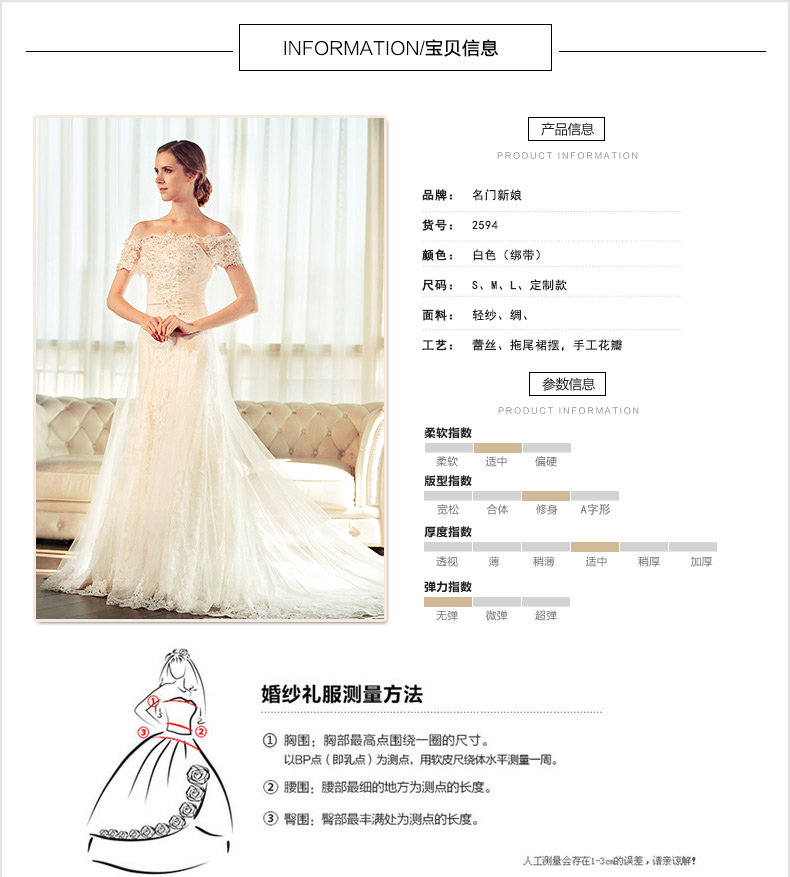 INFORMATION/宝贝信息
产品信息
PRODUCT INFORMATION
品牌： 名门新娘
货号： 2594
颜色： 白色（绑带）
尺码： S、M、L、定制款
面料： 轻纱、绸、
工艺： 蕾丝、拖尾裙摆，手工花瓣
参数信息
PRODUCT INFORMATION
柔软指数
柔软 适中 偏硬
版型指数
宽松 合体 修身 A字形
厚度指数
透视 薄 稍薄 适中 稍厚 加厚
弹力指数
无弹 微弹 超弹
婚纱礼服测量方法
① 胸围：胸部最高点围绕一圈的尺寸。
以BP点（即乳点）为测点，用软皮尺绕体水平测量一周。
② 腰围：腰部最细的地方为测点的长度。
③ 臀围：臀部最丰满处为测点的长度。
①
②
③
人工测量会存在1-3cm的误差，请亲谅解！